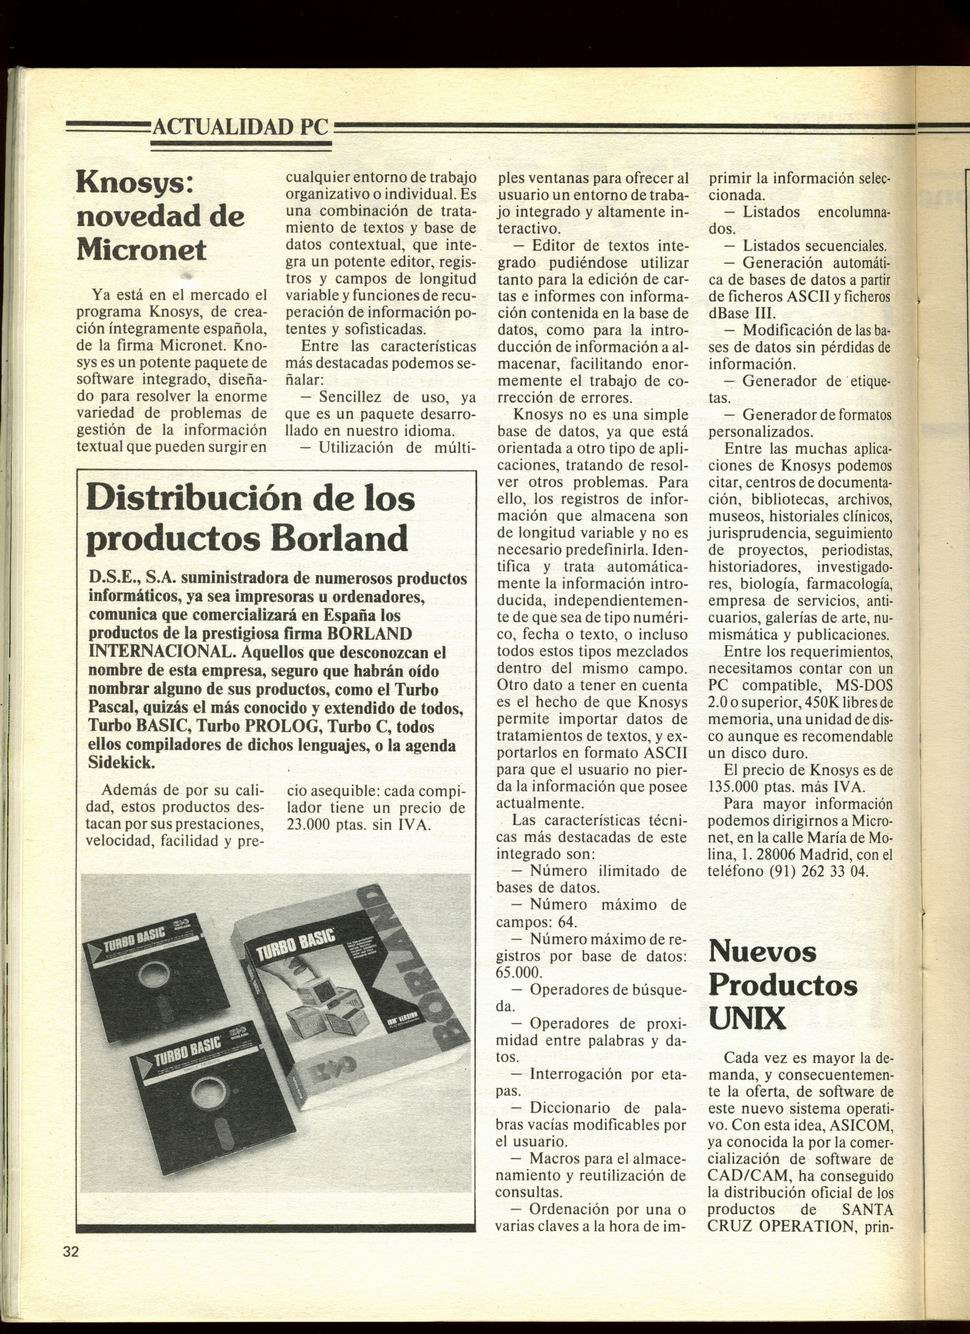 ACTUALIDAD PC
Knosys:
novedad de
Micronet
Ya está en el mercado el
programa Knosys, de crea-
ción íntegramente española,
de la firma Micronet. Kno-
sys es un potente paquete de
software integrado, diseña-
do para resolver la enorme
variedad de problemas de
gestión de la información
textual que pueden surgir en
cualquier entorno de trabajo
organizativo o individual. Es
una combinación de trata-
miento de textos y base de
datos contextual, que inte-
gra un potente editor, regis-
tros y campos de longitud
variable y funciones de recu-
peración de información po-
tentes y sofisticadas.
Entre las características
más destacadas podemos se-
ñalar:
— Sencillez de uso, ya
que es un paquete desarro-
llado en nuestro idioma.
— Utilización de múlti-
ples ventanas para ofrecer al
usuario un entorno de traba-
jo integrado y altamente in-
teractivo.
— Editor de textos inte-
grado pudiéndose utilizar
tanto para la edición de car-
tas e informes con informa-
ción contenida en la base de
datos, como para la intro-
ducción de información a al-
macenar, facilitando enor-
memente el trabajo de co-
rrección de errores.
Knosys no es una simple
base de datos, ya que está
orientada a otro tipo de apli-
caciones, tratando de resol-
ver otros problemas. Para
ello, los registros de infor-
mación que almacena son
de longitud variable y no es
necesario predefinirla. Iden-
tifica y trata automática-
mente la información intro-
ducida, independientemen-
te de que sea de tipo numéri-
co, fecha o texto, o incluso
todos estos tipos mezclados
dentro del mismo campo.
Otro dato a tener en cuenta
es el hecho de que Knosys
permite importar datos de
tratamientos de textos, y ex-
portarlos en formato ASCII
para que el usuario no pier-
da la información que posee
actualmente.
Las características técni-
cas más destacadas de este
integrado son:
— Número ilimitado de
bases de datos.
— Número máximo de
campos: 64.
— Número máximo de re-
gistros por base de datos:
65.000.
— Operadores de búsque-
da.
— Operadores de proxi-
midad entre palabras y da-
tos.
— Interrogación por eta-
pas.
— Diccionario de pala-
bras vacías modificables por
el usuario.
— Macros para el almace-
namiento y reutilización de
consultas.
— Ordenación por una o
varias claves a la hora de im-
primir la información selec-
cionada.
— Listados encolumna-
dos.
— Listados secuenciales.
— Generación automáti-
ca de bases de datos a partir
de ficheros ASCII y ficheros
dBase III.
— Modificación de las ba-
ses de datos sin pérdidas de
información.
— Generador de etique-
tas.
— Generador de formatos
personalizados.
Entre las muchas aplica-
ciones de Knosys podemos
citar, centros de documenta-
ción, bibliotecas, archivos,
museos, historiales clínicos,
jurisprudencia, seguimiento
de proyectos, periodistas,
historiadores, investigado-
res, biología, farmacología,
empresa de servicios, anti-
cuarios, galerías de arte, nu-
mismática y publicaciones.
Entre los requerimientos,
necesitamos contar con un
PC compatible, MS-DOS
2.0 o superior, 450K libres de
memoria, una unidad de dis-
co aunque es recomendable
un disco duro.
El precio de Knosys es de
135.000 ptas. más IVA.
Para mayor información
podemos dirigirnos a Micro-
net, en la calle María de Mo-
lina, 1. 28006 Madrid, con el
teléfono (91) 262 33 04.
Distribución de los
productos Borland
D.S.E., S.A. suministradora de numerosos productos
informáticos, ya sea impresoras u ordenadores,
comunica que comercializará en España los
productos de la prestigiosa firma BORLAND
INTERNACIONAL. Aquellos que desconozcan el
nombre de esta empresa, seguro que habrán oído
nombrar alguno de sus productos, como el Turbo
Pascal, quizás el más conocido y extendido de todos,
Turbo BASIC, Turbo PROLOG, Turbo C, todos
ellos compiladores de dichos lenguajes, o la agenda
Sidekick.
Además de por su cali-
dad, estos productos des-
tacan por sus prestaciones,
velocidad, facilidad y pre-
cio asequible: cada compi-
lador tiene un precio de
23.000 ptas. sin IVA.
TURBO BASIC
TURBO BASIC
TURBO BASIC
BORLAND
IBM VERSION
BORLAND
Nuevos
Productos
UNIX
Cada vez es mayor la de-
manda, y consecuentemen-
te la oferta, de software de
este nuevo sistema operati-
vo. Con esta idea, ASICOM,
ya conocida la por la comer-
cialización de software de
CAD/CAM, ha conseguido
la distribución oficial de los
productos de SANTA
CRUZ OPERATION, prin-
32